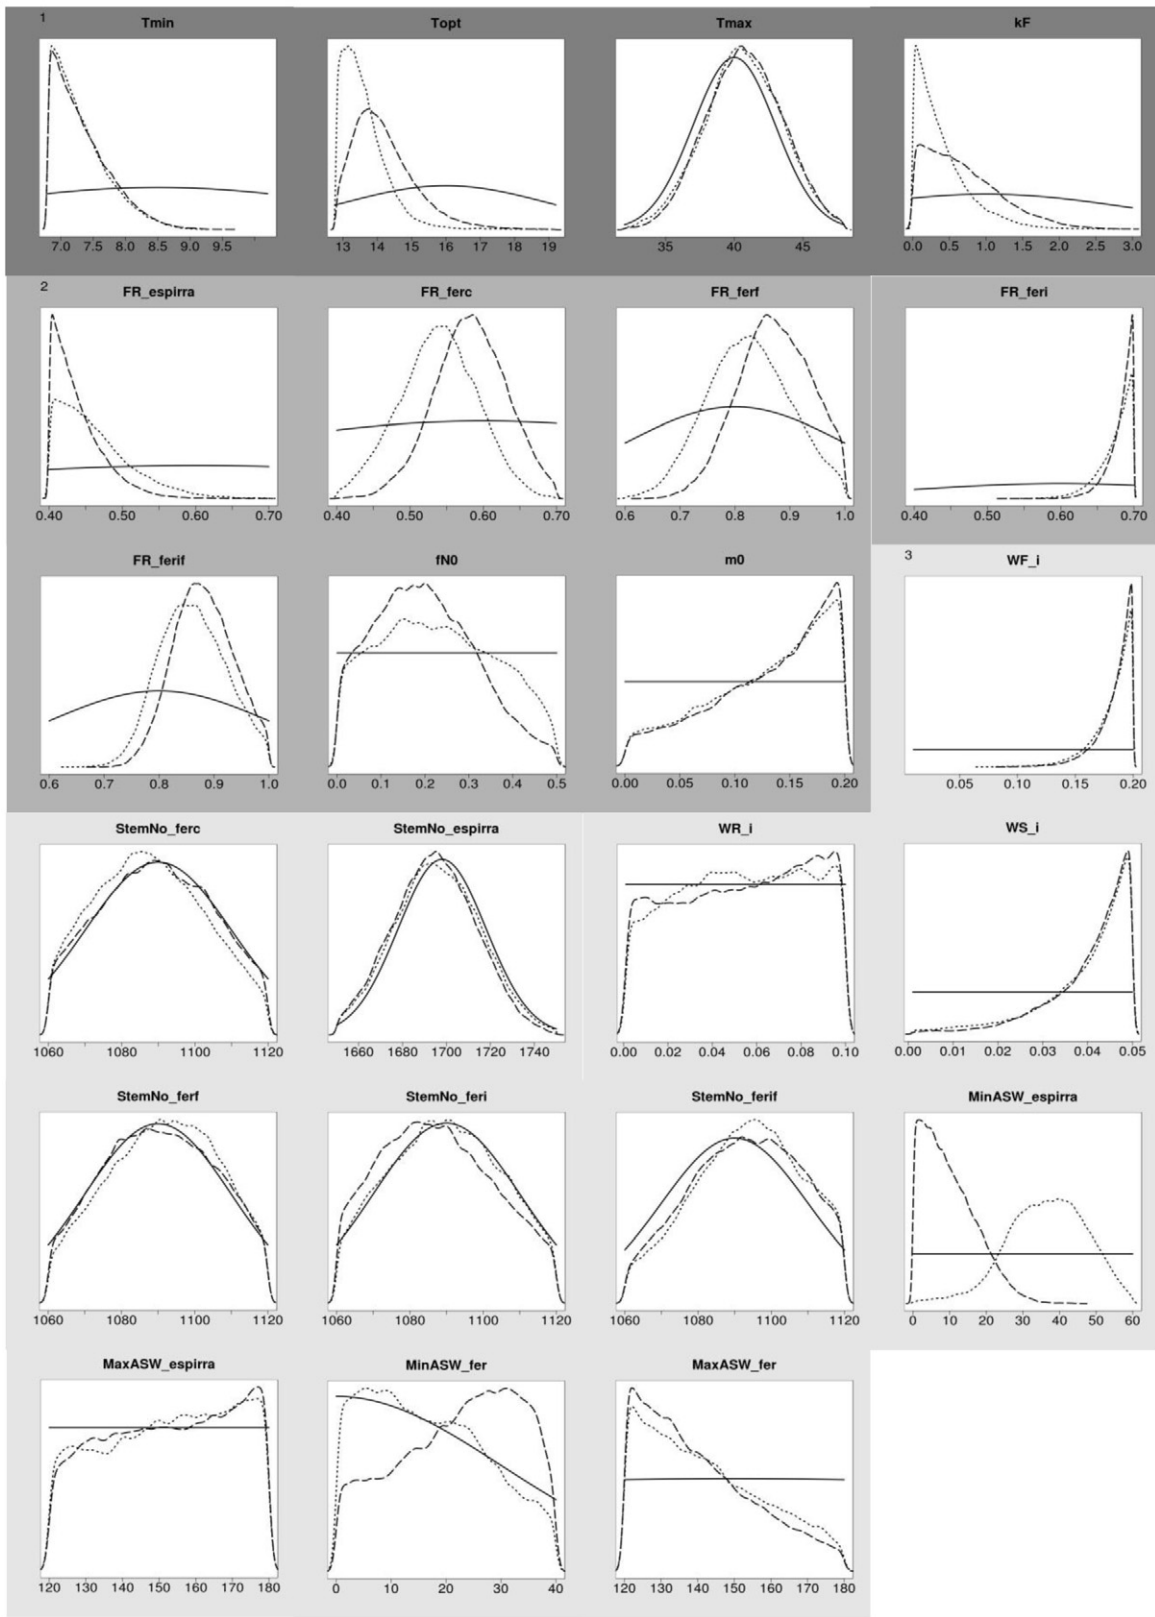 1
Tmin Topt Tmax kF
7.0 7.5 8.0 8.5 9.0 9.5 13 14 15 16 17 18 19 35 40 45 0.0 0.5 1.0 1.5 2.0 2.5 3.0
2
FR_espirra FR_ferc FR_ferf FR_feri
0.40 0.50 0.60 0.70 0.40 0.50 0.60 0.70 0.6 0.7 0.8 0.9 1.0 0.40 0.50 0.60 0.70
3
FR_ferif fN0 m0 WF_i
0.6 0.7 0.8 0.9 1.0 0.0 0.1 0.2 0.3 0.4 0.5 0.00 0.05 0.10 0.15 0.20 0.05 0.10 0.15 0.20
StemNo_ferc StemNo_espirra WR_i WS_i
1060 1080 1100 1120 1660 1680 1700 1720 1740 0.00 0.02 0.04 0.06 0.08 0.10 0.00 0.01 0.02 0.03 0.04 0.05
StemNo_ferf StemNo_feri StemNo_ferif MinASW_espirra
1060 1080 1100 1120 1060 1080 1100 1120 1060 1080 1100 1120 0 10 20 30 40 50 60
MaxASW_espirra MinASW_fer MaxASW_fer
120 130 140 150 160 170 180 0 10 20 30 40 120 130 140 150 160 170 180